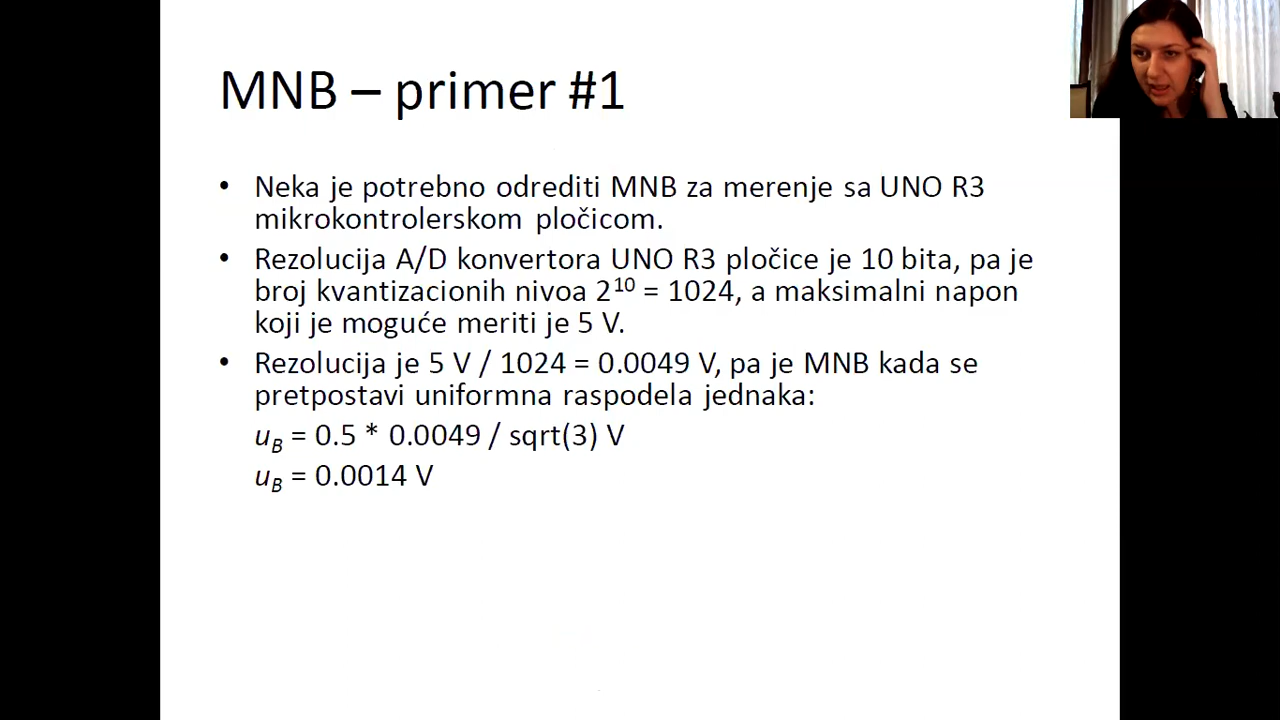 MNB – primer #1
• Neka je potrebno odrediti MNB za merenje sa UNO R3
mikrokontrolerskom pločicom.
• Rezolucija A/D konvertora UNO R3 pločice je 10 bita, pa je
broj kvantizacionih nivoa 2¹⁰ = 1024, a maksimalni napon
koji je moguće meriti je 5 V.
• Rezolucija je 5 V / 1024 = 0.0049 V, pa je MNB kada se
pretpostavi uniformna raspodela jednaka:
u_B = 0.5 * 0.0049 / sqrt(3) V
u_B = 0.0014 V